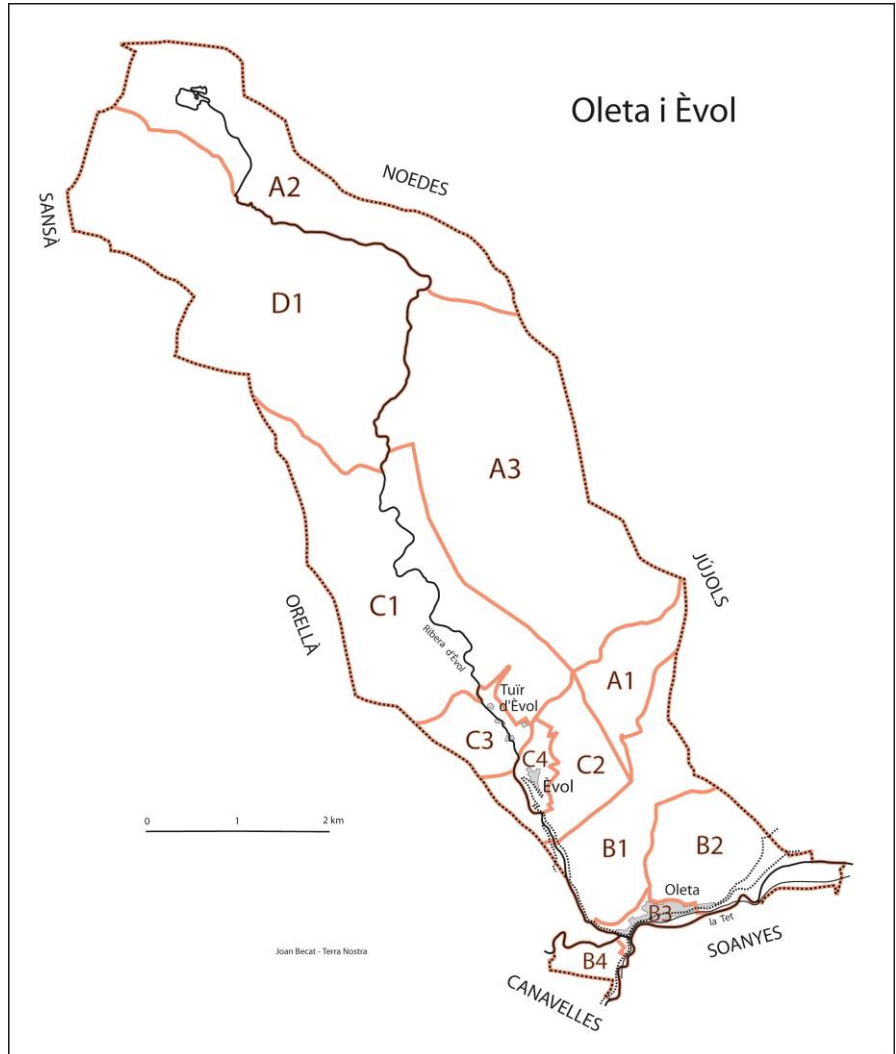 Oleta i Èvol
NOEDES
SANSÀ
A2
D1
A3
JÚJOLS
ORELLÀ
C1
Ribera d'Évol
A1
Tuïr
d'Èvol
C3
C4
C2
Èvol
0 1 2 km
B1
B2
Oleta
B3
la Tet
SOANYES
Joan Becat - Terra Nostra
B4
CANAVELLES